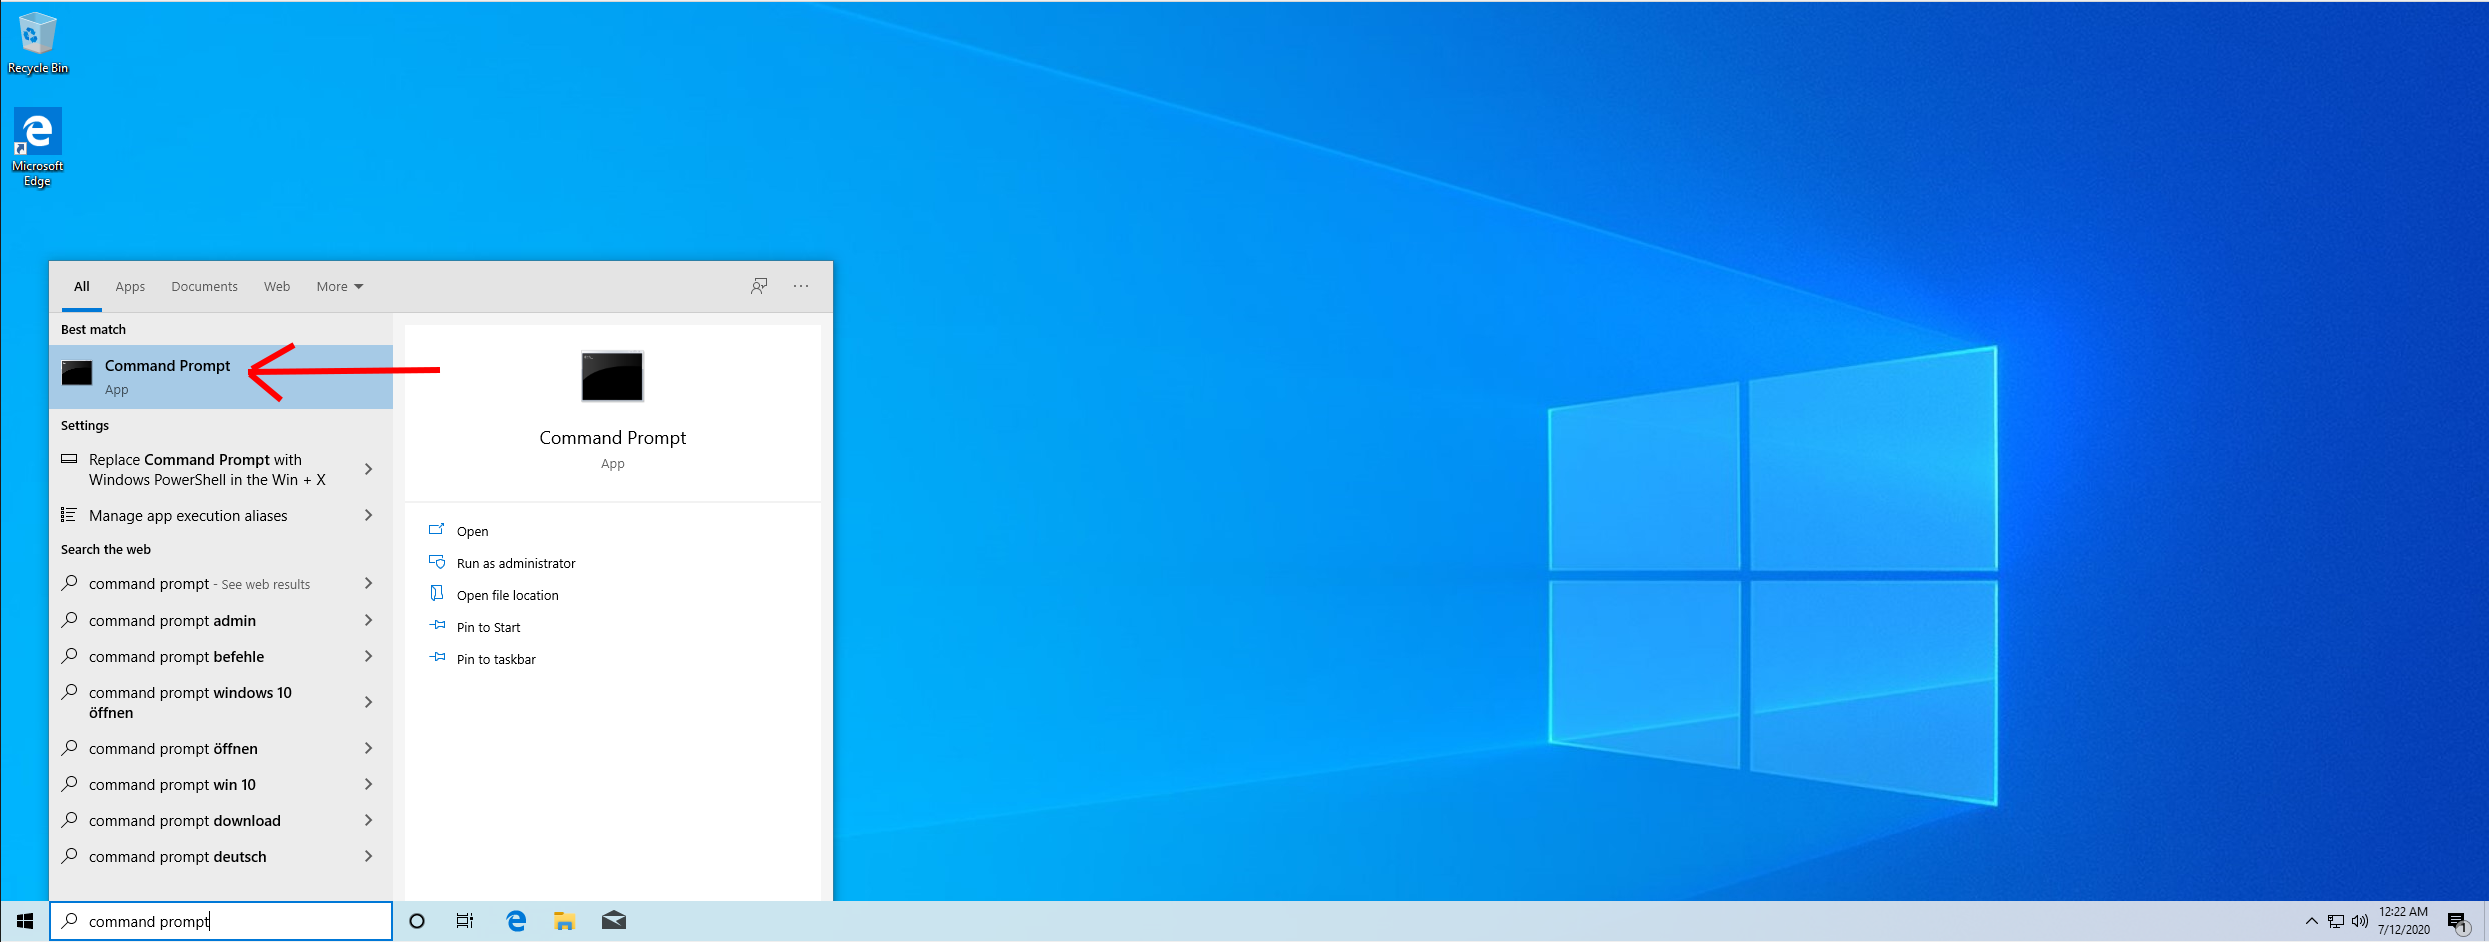 Recycle Bin
Microsoft
Edge
All Apps Documents Web More
Best match
Command Prompt
App
Settings
Replace Command Prompt with
Windows PowerShell in the Win + X
Manage app execution aliases
Search the web
command prompt - See web results
command prompt admin
command prompt befehle
command prompt windows 10
öffnen
command prompt öffnen
command prompt win 10
command prompt download
command prompt deutsch
Command Prompt
App
Open
Run as administrator
Open file location
Pin to Start
Pin to taskbar
command prompt
12:22 AM
7/12/2020
1